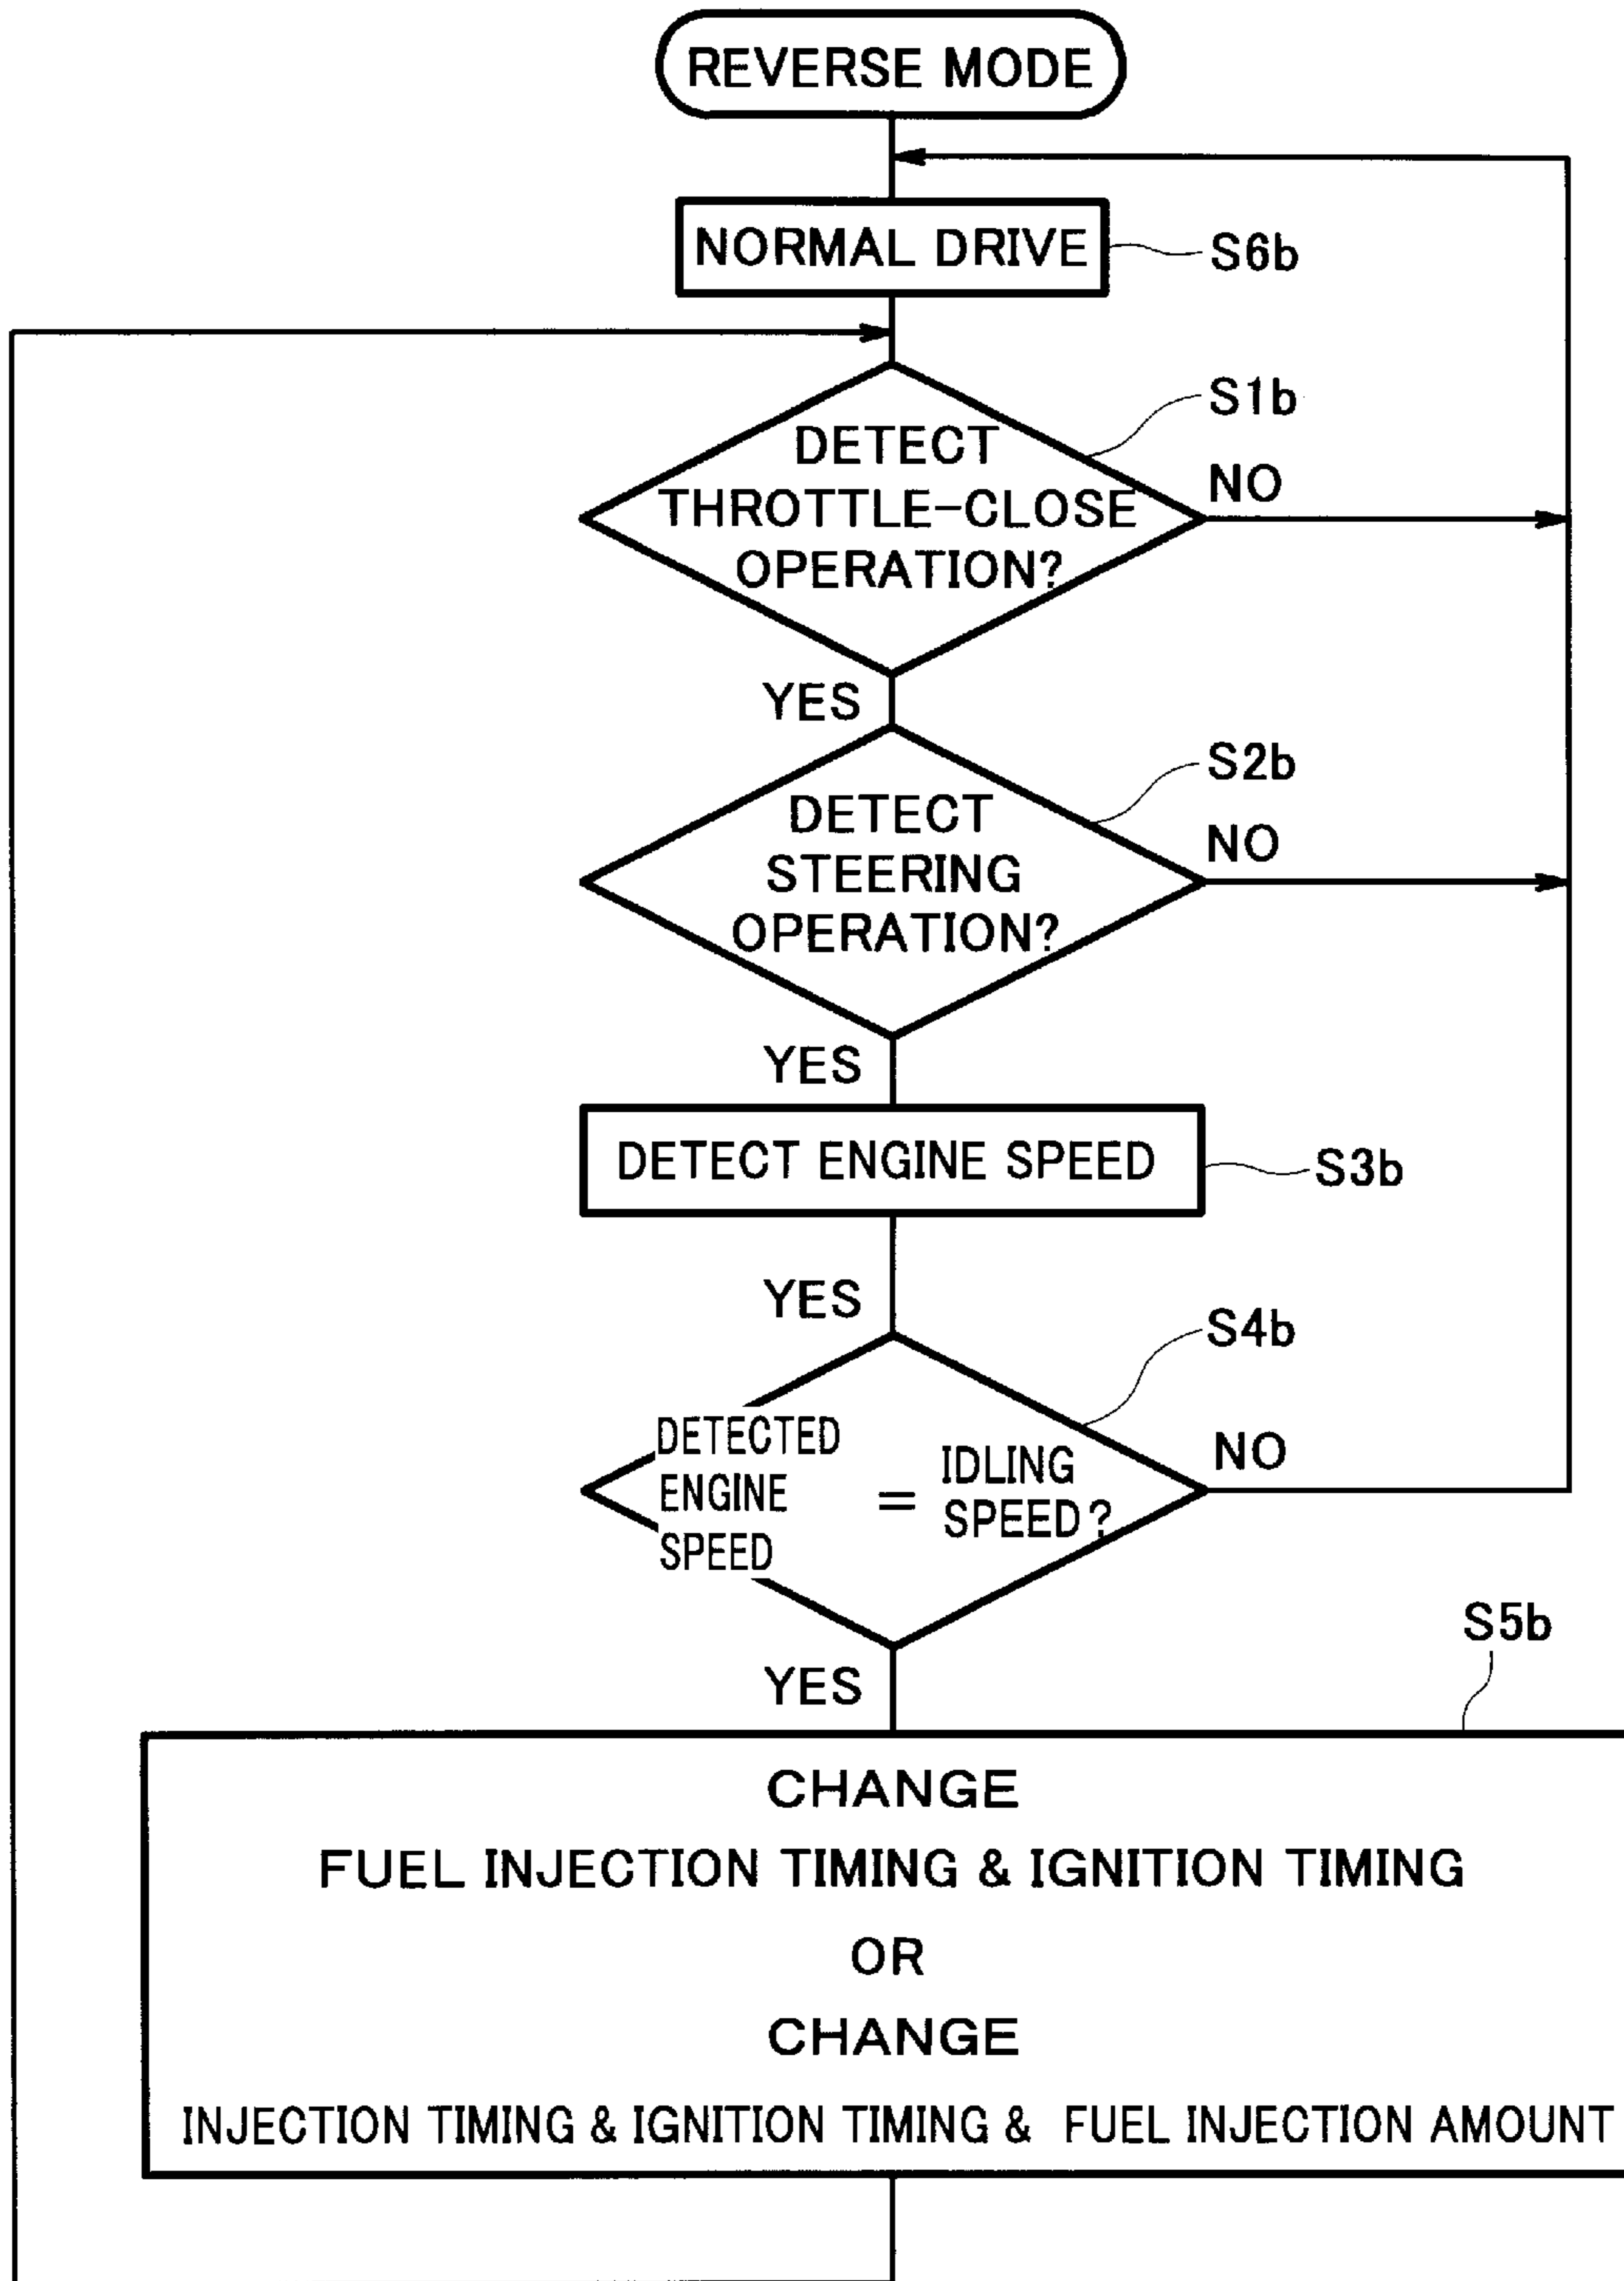 REVERSE MODE
NORMAL DRIVE
S6b
S1b
DETECT
THROTTLE-CLOSE
OPERATION?
NO
YES
S2b
DETECT
STEERING
OPERATION?
NO
YES
DETECT ENGINE SPEED
S3b
YES
S4b
DETECTED
ENGINE
SPEED
=
IDLING
SPEED?
NO
YES
S5b
CHANGE
FUEL INJECTION TIMING & IGNITION TIMING
OR
CHANGE
INJECTION TIMING & IGNITION TIMING & FUEL INJECTION AMOUNT